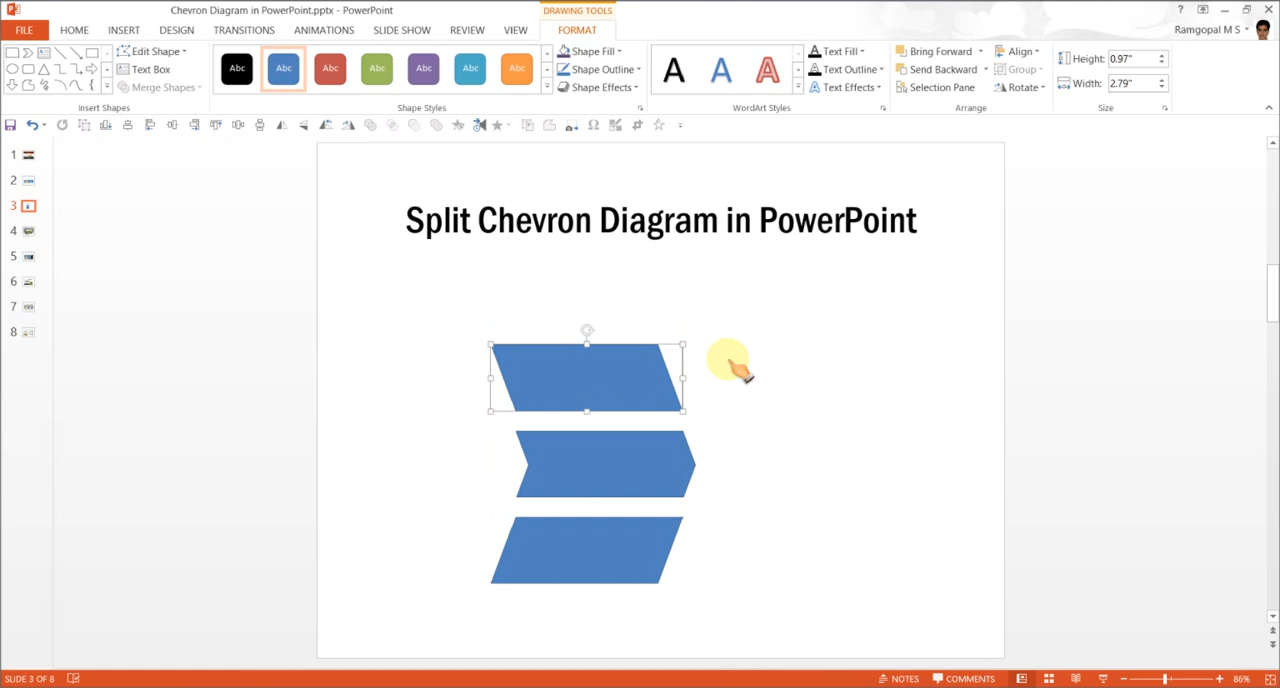 Chevron Diagram in PowerPoint.pptx - PowerPoint
DRAWING TOOLS
?
FILE HOME INSERT DESIGN TRANSITIONS ANIMATIONS SLIDE SHOW REVIEW VIEW FORMAT
Ramgopal M S
Edit Shape
Text Box
Merge Shapes
Insert Shapes
Abc Abc Abc Abc Abc Abc Abc
Shape Fill
Shape Outline
Shape Effects
Shape Styles
A A A
Text Fill
Text Outline
Text Effects
WordArt Styles
Bring Forward
Send Backward
Selection Pane
Align
Group
Rotate
Arrange
Height: 0.97"
Width: 2.79"
Size
1
2
3
4
5
6
7
8
Split Chevron Diagram in PowerPoint
SLIDE 3 OF 8
NOTES
COMMENTS
86%